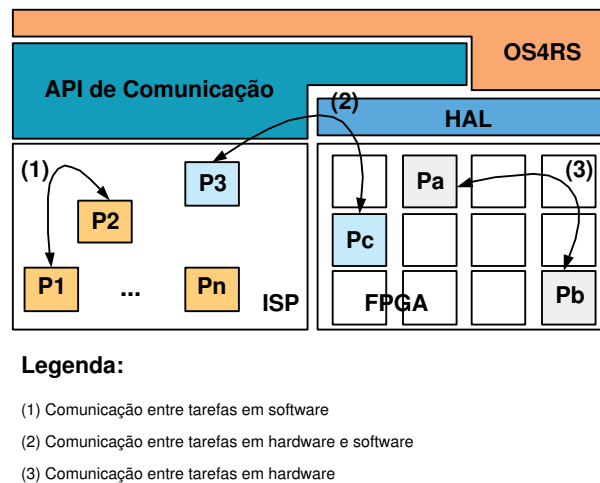 OS4RS
API de Comunicação
(2)
HAL
(1)
P3
Pa
(3)
P2
Pc
P1
...
Pn
ISP
FPGA
Pb
Legenda:
(1) Comunicação entre tarefas em software
(2) Comunicação entre tarefas em hardware e software
(3) Comunicação entre tarefas em hardware